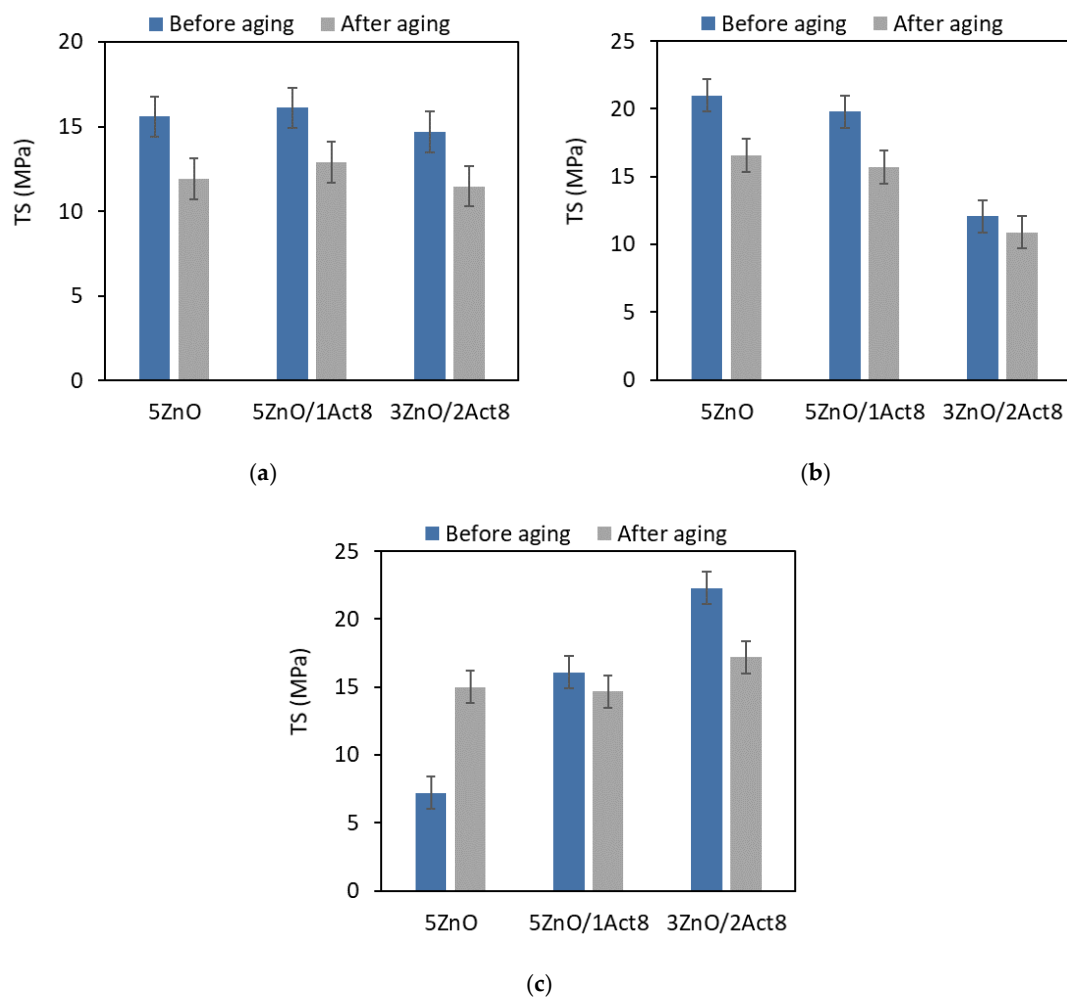 Before aging After aging
20
15
10
5
0
TS (MPa)
5ZnO 5ZnO/1Act8 3ZnO/2Act8
(a)
Before aging After aging
25
20
15
10
5
0
TS (MPa)
5ZnO 5ZnO/1Act8 3ZnO/2Act8
(b)
Before aging After aging
25
20
15
10
5
0
TS (MPa)
5ZnO 5ZnO/1Act8 3ZnO/2Act8
(c)